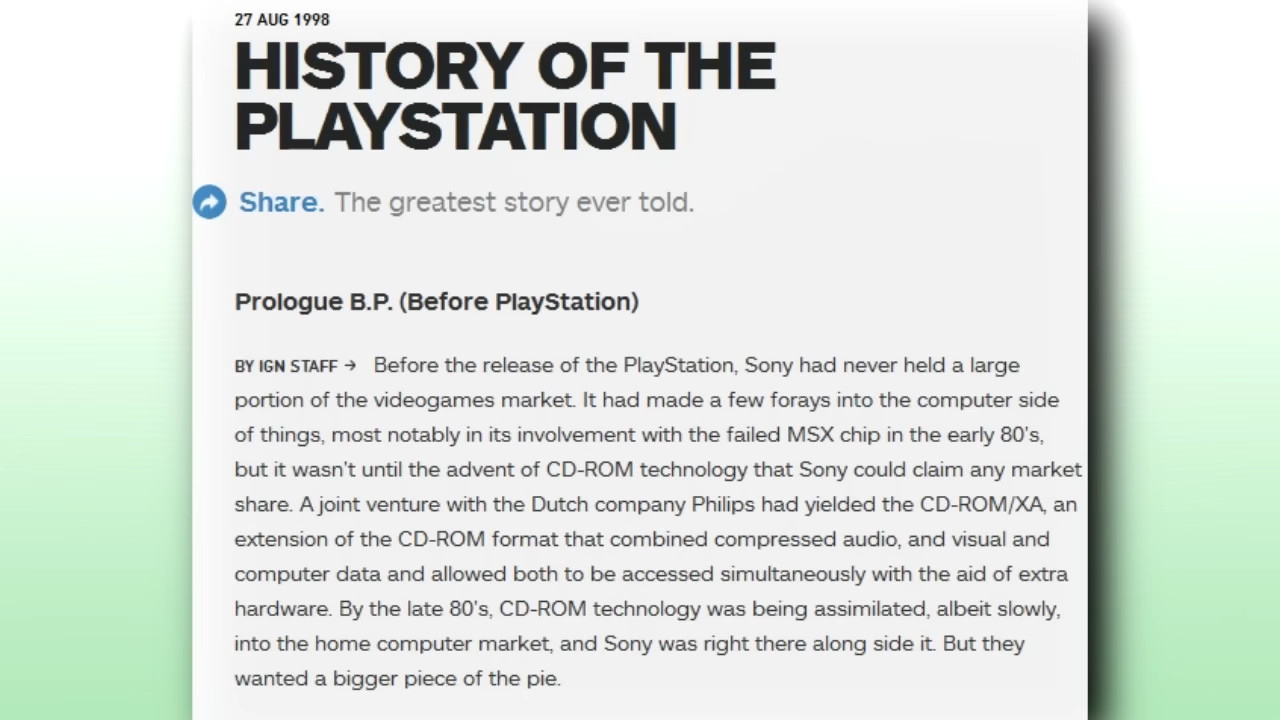 27 AUG 1998
HISTORY OF THE
PLAYSTATION
Share. The greatest story ever told.
Prologue B.P. (Before PlayStation)
BY IGN STAFF → Before the release of the PlayStation, Sony had never held a large
portion of the videogames market. It had made a few forays into the computer side
of things, most notably in its involvement with the failed MSX chip in the early 80's,
but it wasn't until the advent of CD-ROM technology that Sony could claim any market
share. A joint venture with the Dutch company Philips had yielded the CD-ROM/XA, an
extension of the CD-ROM format that combined compressed audio, and visual and
computer data and allowed both to be accessed simultaneously with the aid of extra
hardware. By the late 80's, CD-ROM technology was being assimilated, albeit slowly,
into the home computer market, and Sony was right there along side it. But they
wanted a bigger piece of the pie.